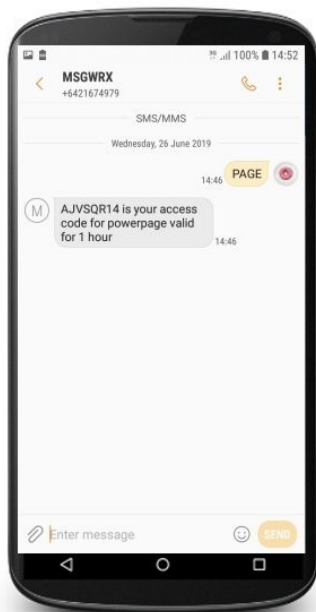 100% 14:52
MSGWRX
+6421674979
SMS/MMS
Wednesday, 26 June 2019
14:46 PAGE
M
AJVSQR14 is your access
code for powerpage valid
for 1 hour
14:46
Enter message
SEND